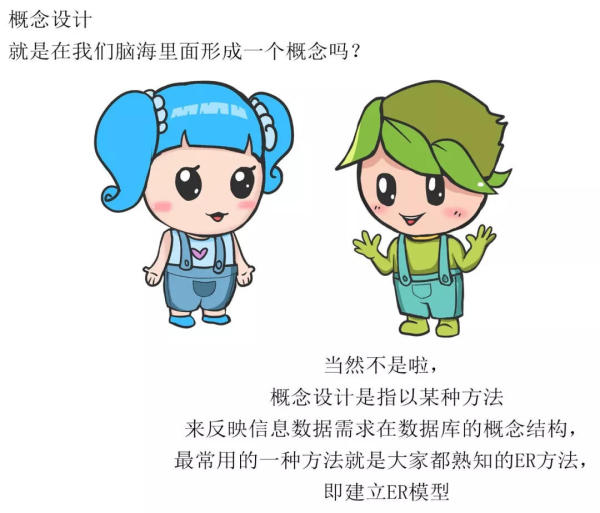 概念设计
就是在我们脑海里面形成一个概念吗？
当然不是啦，
概念设计是指以某种方法
来反映信息数据需求在数据库的概念结构，
最常用的一种方法就是大家都熟知的ER方法，
即建立ER模型